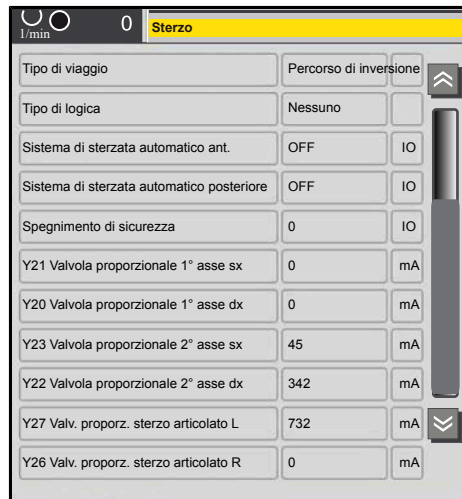 1/min 0 Sterzo
Tipo di viaggio Percorso di inversione
Tipo di logica Nessuno
Sistema di sterzata automatico ant. OFF IO
Sistema di sterzata automatico posteriore OFF IO
Spegnimento di sicurezza 0 IO
Y21 Valvola proporzionale 1° asse sx 0 mA
Y20 Valvola proporzionale 1° asse dx 0 mA
Y23 Valvola proporzionale 2° asse sx 45 mA
Y22 Valvola proporzionale 2° asse dx 342 mA
Y27 Valv. proporz. sterzo articolato L 732 mA
Y26 Valv. proporz. sterzo articolato R 0 mA